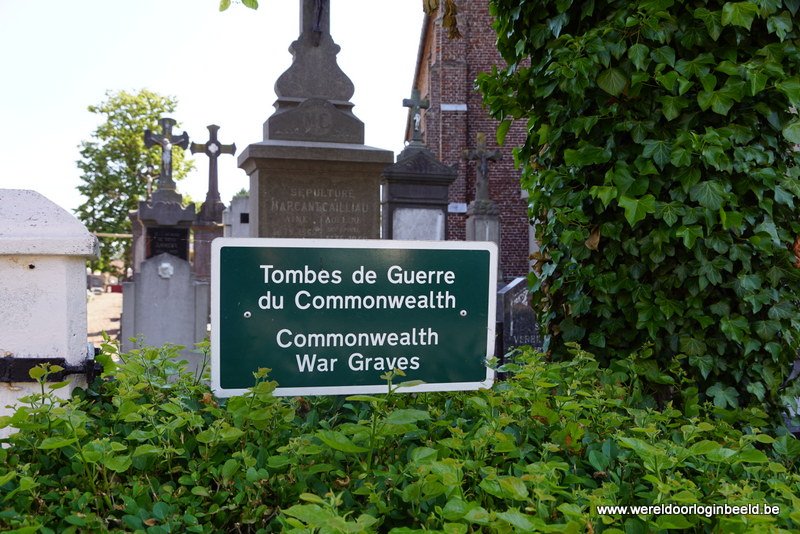 SEPULTURE
Tombes de Guerre
du Commonwealth
Commonwealth
War Graves
www.wereldoorloginbeeld.be